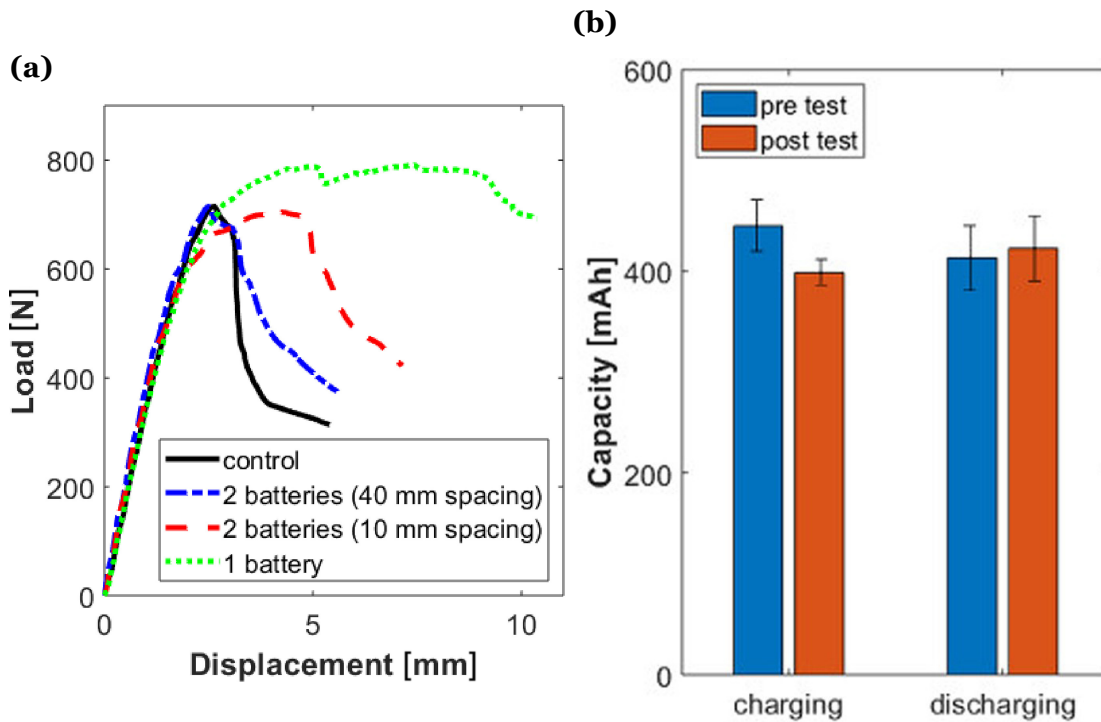 (a)
Load [N]
800
600
400
200
0
0 5 10
Displacement [mm]
control
2 batteries (40 mm spacing)
2 batteries (10 mm spacing)
1 battery
(b)
Capacity [mAh]
600
400
200
0
pre test
post test
charging discharging